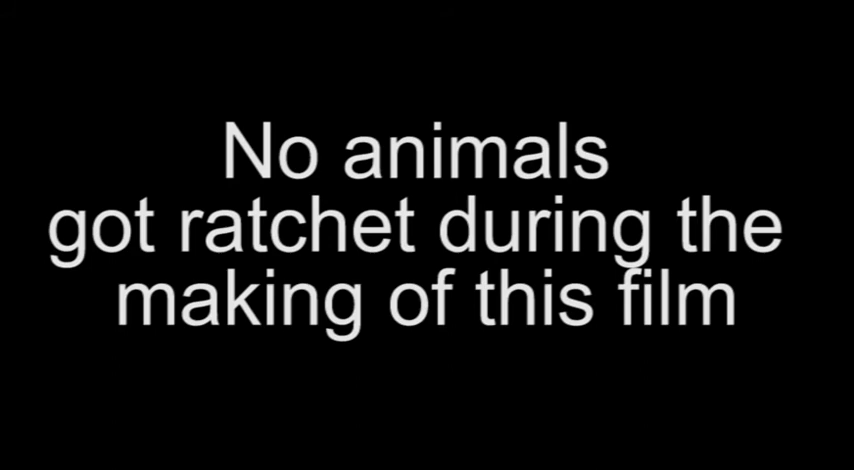 No animals
got ratchet during the
making of this film